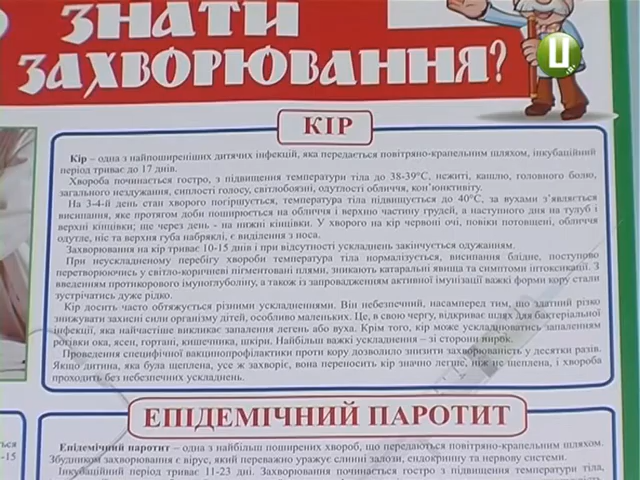 ЗНАТИ
ЗАХВОРЮВАННЯ?
Ц
КІР
Кір – одна з найпоширеніших дитячих інфекцій, яка передається повітряно-крапельним шляхом, інкубаційний
період триває до 17 днів.
Хвороба починається гостро, з підвищення температури тіла до 38-39°С, нежиті, кашлю, головного болю,
загального нездужання, сиплості голосу, світлобоязні, одутлості обличчя, кон'юнктивіту.
На 3-4-й день стан хворого погіршується, температура тіла підвищується до 40°С, за вухами з'являється
висипання, яке протягом доби поширюється на обличчя і верхню частину грудей, а наступного дня на тулуб і
верхні кінцівки; ще через день - на нижні кінцівки. У хворого на кір червоні очі, повіки потовщені, обличчя
одутле, ніс та верхня губа набряклі, є виділення з носа.
Захворювання на кір триває 10-15 днів і при відсутності ускладнень закінчується одужанням.
При неускладненому перебігу хвороби температура тіла нормалізується, висипання блідне, поступово
перетворюючись у світло-коричневі пігментовані плями, зникають катаральні явища та симптоми інтоксикації. З
введенням протикорового імуноглобуліну, а також із запровадженням активної імунізації важкі форми кору стали
зустрічатись дуже рідко.
Кір досить часто обтяжується різними ускладненнями. Він небезпечний, насамперед тим, що здатний різко
знижувати захисні сили організму дітей, особливо маленьких. Це, в свою чергу, відкриває шлях для бактеріальної
інфекції, яка найчастіше викликає запалення легень або вуха. Крім того, кір може ускладнюватись запаленням
рогівки ока, ясен, гортані, кишечника, шкіри. Найбільш важкі ускладнення – зі сторони нирок.
Проведення специфічної вакцинопрофілактики проти кору дозволило знизити захворюваність у десятки разів.
Якщо дитина, яка була щеплена, усе ж захворіє, вона переносить кір значно легше, ніж не щеплена, і хвороба
проходить без небезпечних ускладнень.
ЕПІДЕМІЧНИЙ ПАРОТИТ
Епідемічний паротит – одна з найбільш поширених хвороб, що передаються повітряно-крапельним шляхом.
Збудником захворювання є вірус, який переважно уражує слинні залози, ендокринну та нервову системи.
Інкубаційний період триває 11-23 дні. Захворювання починається гостро з підвищення температури тіла,
ься
-15